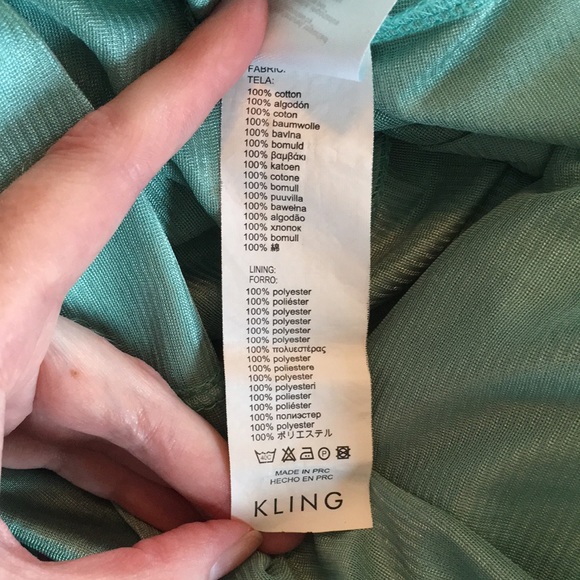 FABRIC:
TELA:
100% cotton
100% algodón
100% coton
100% baumwolle
100% bavlna
100% bomuld
100% βαμβάκι
100% katoen
100% cotone
100% bomull
100% puuvilla
100% bawełna
100% algodão
100% хлопок
100% bomull
100% 綿
LINING:
FORRO:
100% polyester
100% poliéster
100% polyester
100% polyester
100% polyester
100% polyester
100% πολυεστέρας
100% polyester
100% poliestere
100% polyester
100% polyesteri
100% poliester
100% poliéster
100% полиэстер
100% polyester
100% ポリエステル
40C
P
MADE IN PRC
HECHO EN PRC
KLING